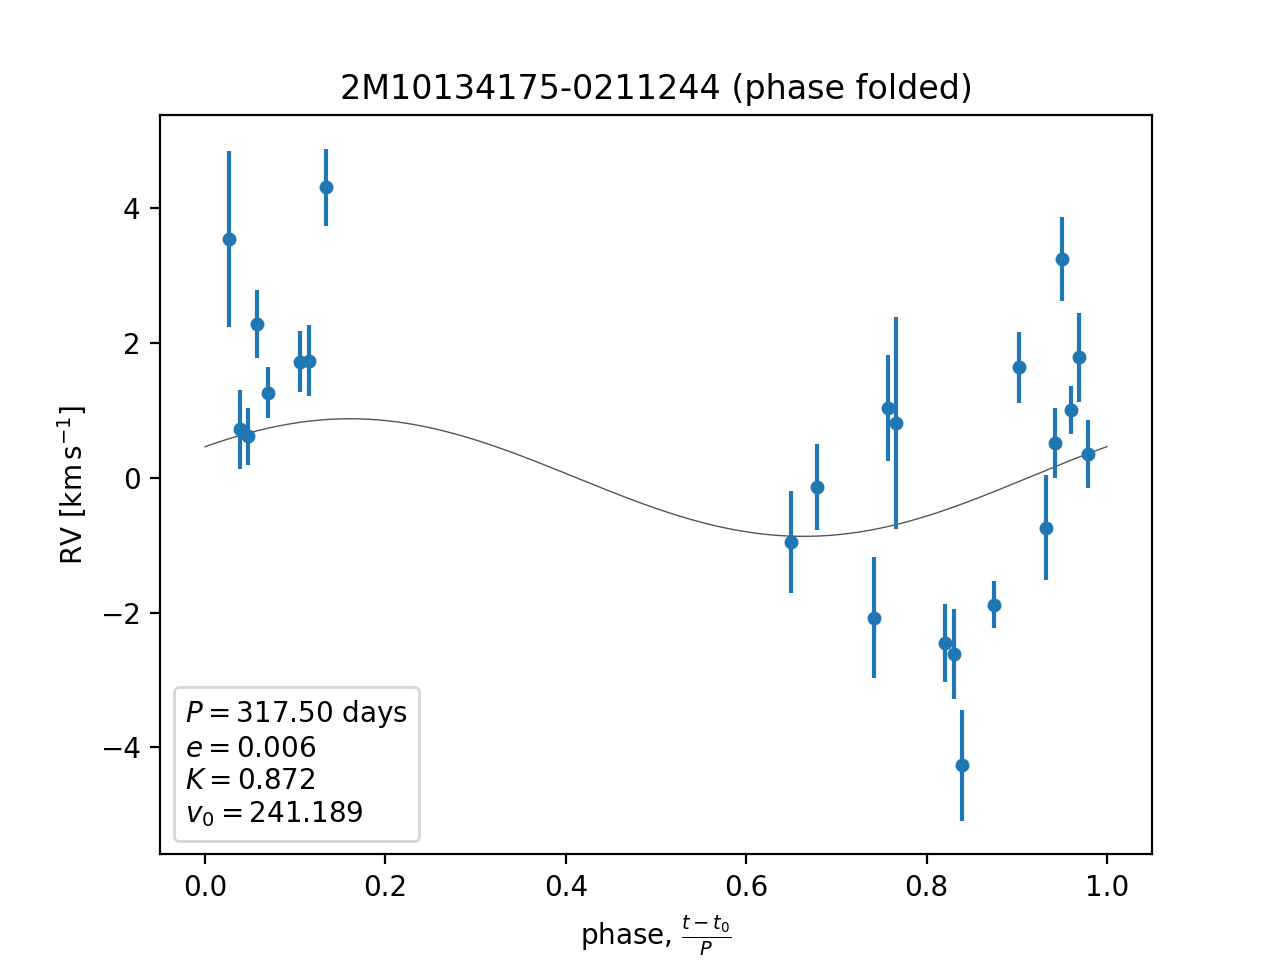 2M10134175-0211244 (phase folded)
RV [km s⁻¹]
4
2
0
−2
−4
P = 317.50 days
e = 0.006
K = 0.872
v₀ = 241.189
0.0 0.2 0.4 0.6 0.8 1.0
phase, (t − t₀)/P